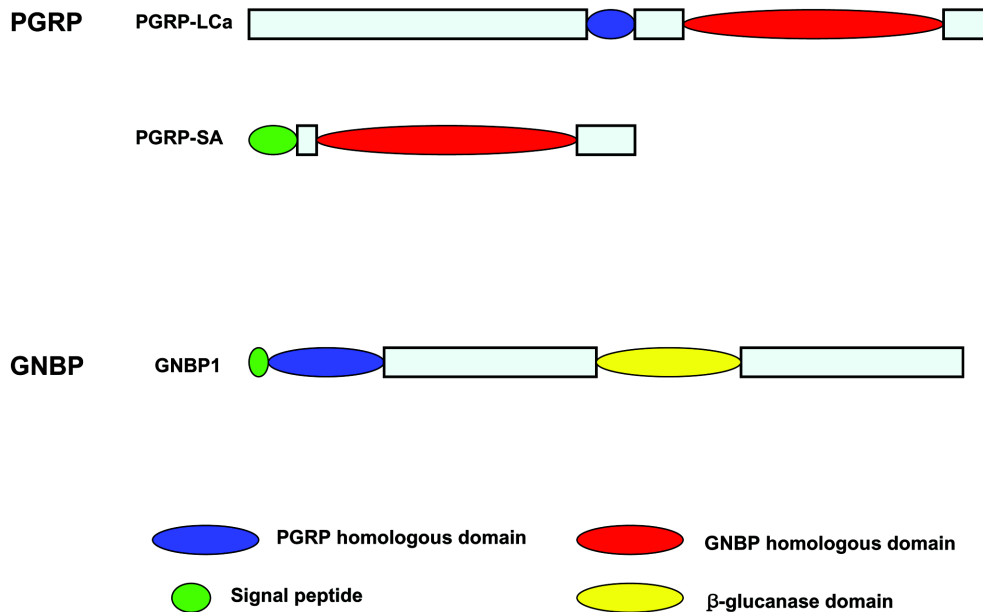 PGRP
PGRP-LCa
PGRP-SA
GNBP
GNBP1
PGRP homologous domain
GNBP homologous domain
Signal peptide
β-glucanase domain